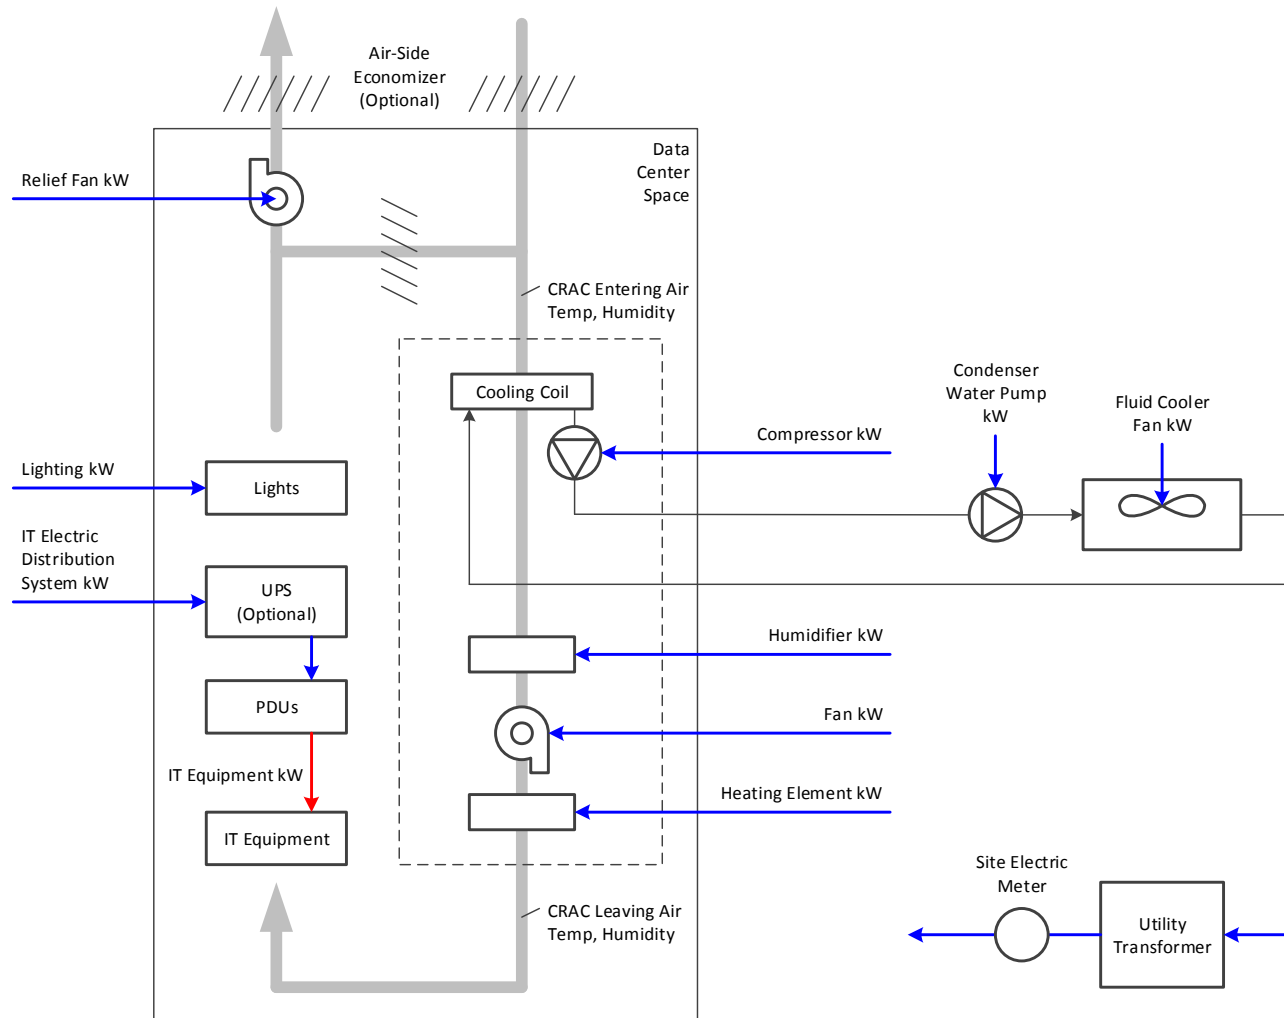 Air-Side
Economizer
(Optional)
Data
Center
Space
Relief Fan kW
CRAC Entering Air
Temp, Humidity
Cooling Coil
Condenser
Water Pump
kW
Fluid Cooler
Fan kW
Compressor kW
Lighting kW
Lights
IT Electric
Distribution
System kW
UPS
(Optional)
Humidifier kW
PDUs
Fan kW
IT Equipment kW
Heating Element kW
IT Equipment
CRAC Leaving Air
Temp, Humidity
Site Electric
Meter
Utility
Transformer